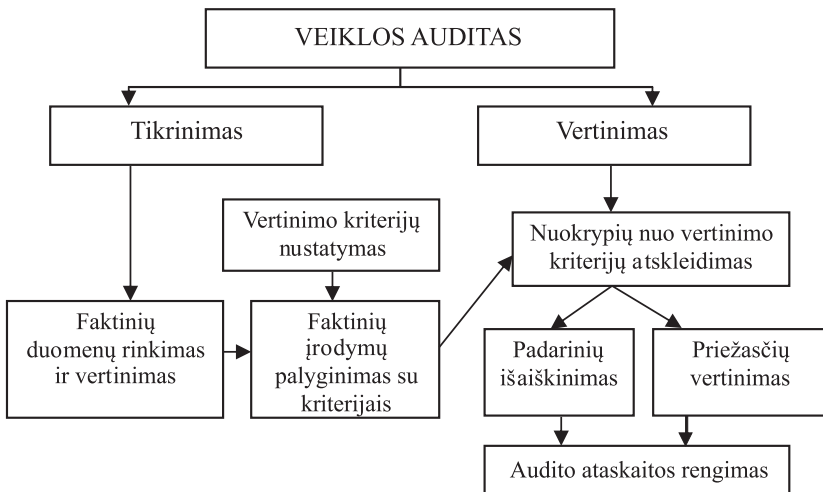 VEIKLOS AUDITAS
Tikrinimas
Vertinimas
Vertinimo kriterijų
nustatymas
Nuokrypių nuo vertinimo
kriterijų atskleidimas
Faktinių
duomenų rinkimas
ir vertinimas
Faktinių
įrodymų
palyginimas su
kriterijais
Padarinių
išaiškinimas
Priežasčių
vertinimas
Audito ataskaitos rengimas